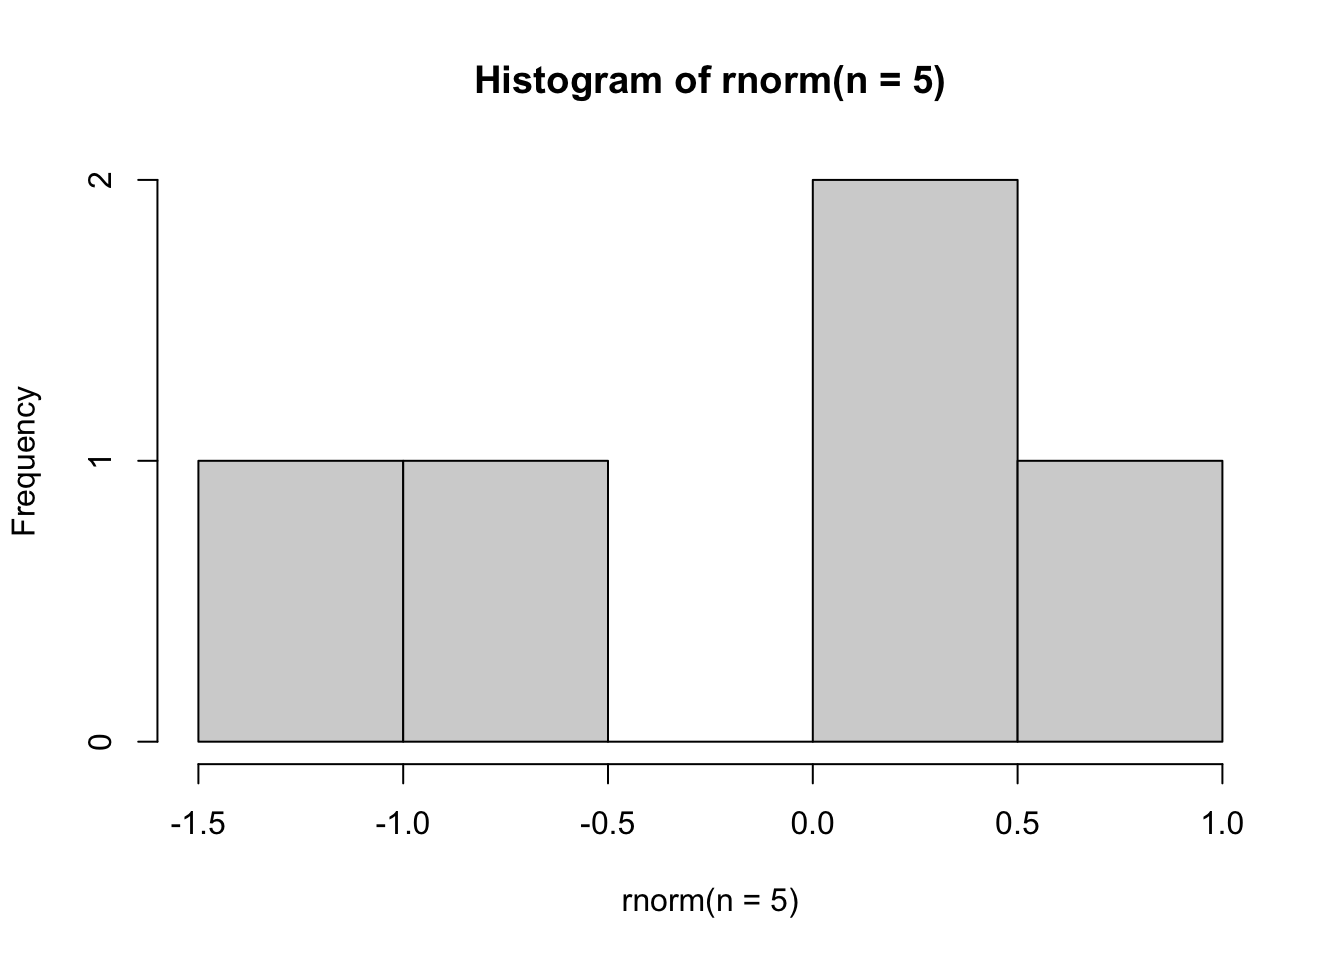 Histogram of rnorm(n = 5)
Frequency
2
1
0
-1.5 -1.0 -0.5 0.0 0.5 1.0
rnorm(n = 5)